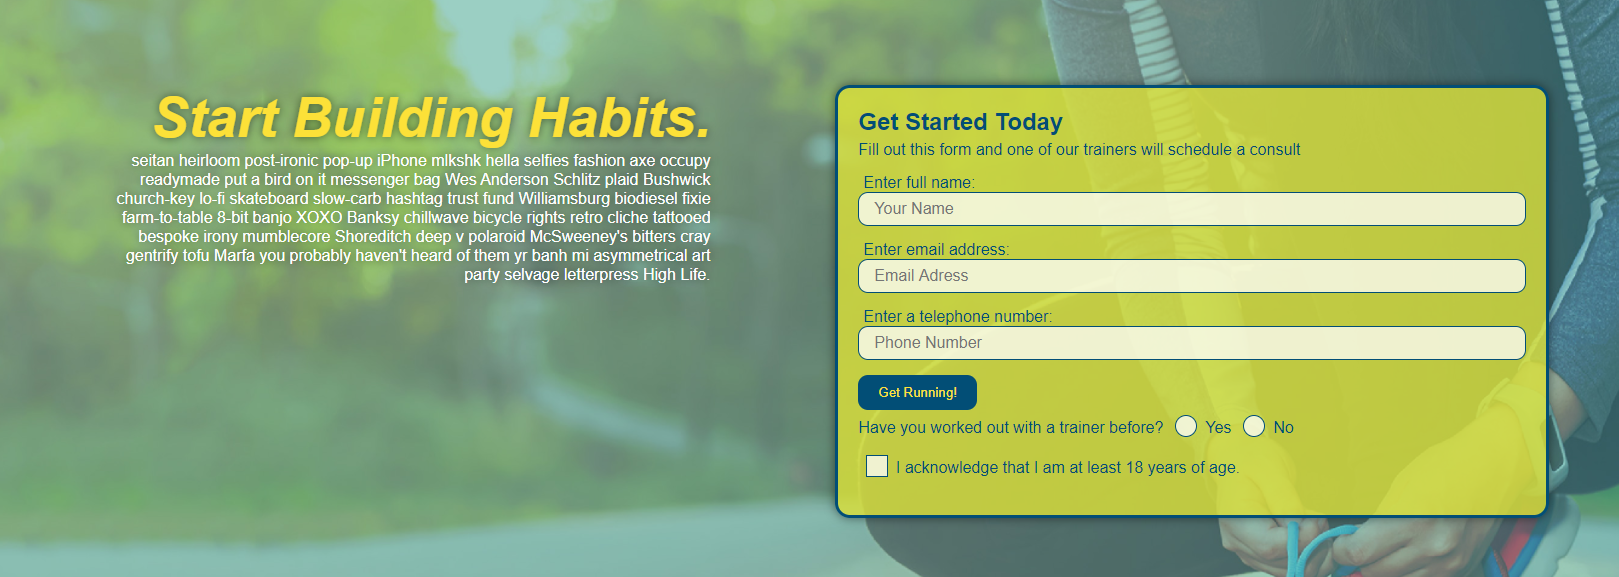 Start Building Habits.
seitan heirloom post-ironic pop-up iPhone mlkshk hella selfies fashion axe occupy
readymade put a bird on it messenger bag Wes Anderson Schlitz plaid Bushwick
church-key lo-fi skateboard slow-carb hashtag trust fund Williamsburg biodiesel fixie
farm-to-table 8-bit banjo XOXO Banksy chillwave bicycle rights retro cliche tattooed
bespoke irony mumblecore Shoreditch deep v polaroid McSweeney's bitters cray
gentrify tofu Marfa you probably haven't heard of them yr banh mi asymmetrical art
party selvage letterpress High Life.
Get Started Today
Fill out this form and one of our trainers will schedule a consult
Enter full name:
Your Name
Enter email address:
Email Adress
Enter a telephone number:
Phone Number
Get Running!
Have you worked out with a trainer before? Yes No
I acknowledge that I am at least 18 years of age.